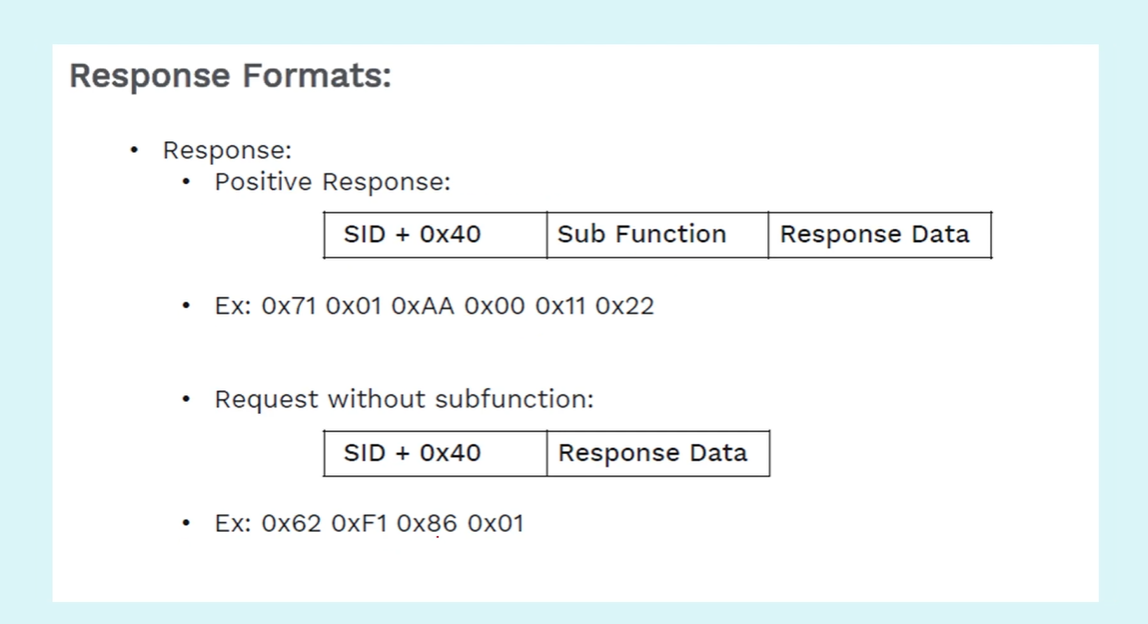 Response Formats:
• Response:
• Positive Response:
SID + 0x40 Sub Function Response Data
• Ex: 0x71 0x01 0xAA 0x00 0x11 0x22
• Request without subfunction:
SID + 0x40 Response Data
• Ex: 0x62 0xF1 0x86 0x01